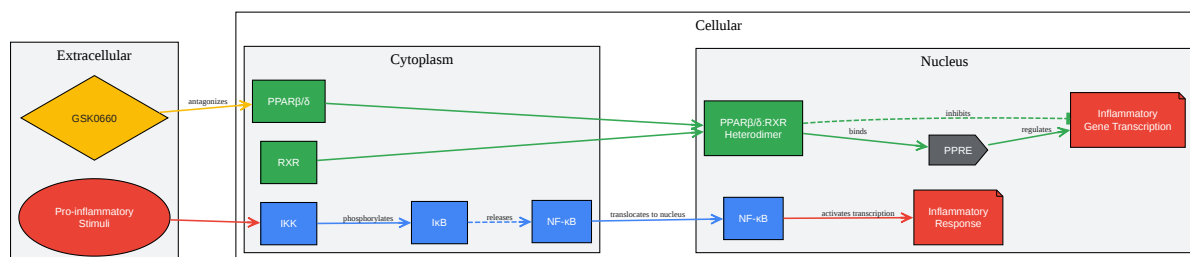 Cellular
Extracellular
Cytoplasm
Nucleus
GSK0660
antagonizes
PPARβ/δ
RXR
PPARβ/δ:RXR
Heterodimer
inhibits
binds
PPRE
regulates
Inflammatory
Gene Transcription
Pro-inflammatory
Stimuli
IKK
phosphorylates
IκB
releases
NF-κB
translocates to nucleus
NF-κB
activates transcription
Inflammatory
Response